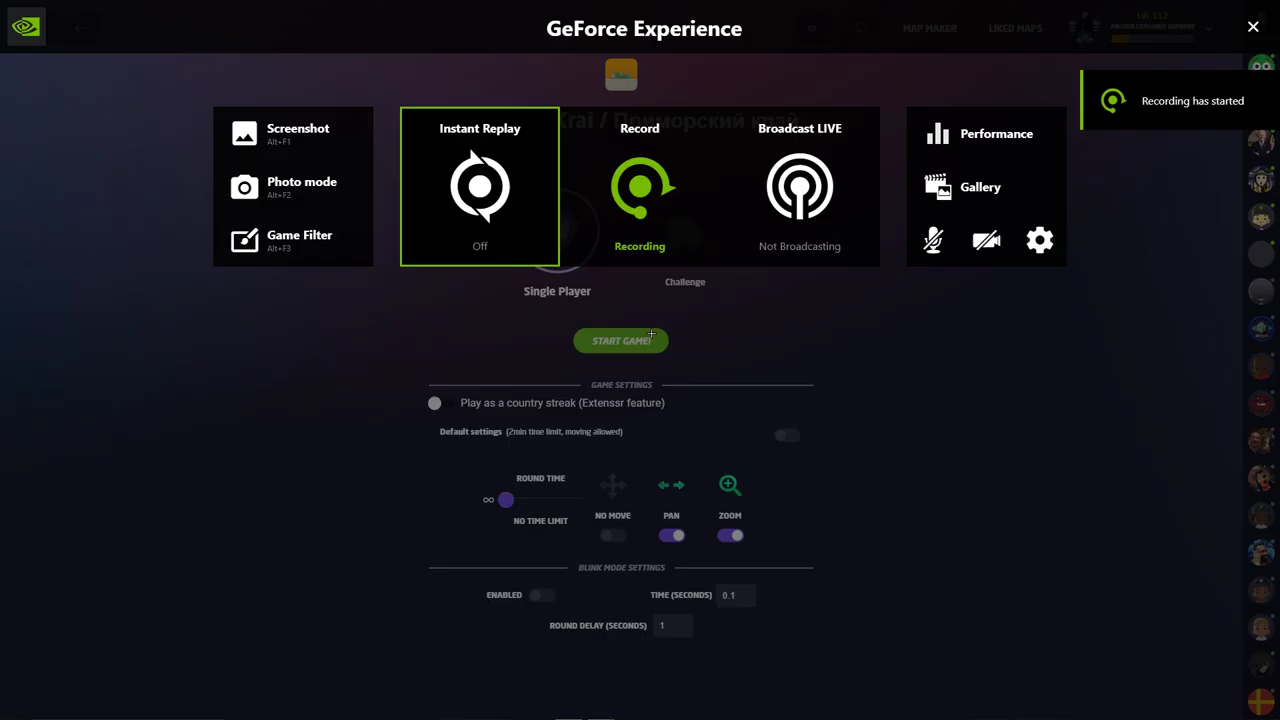 GeForce Experience
MAP MAKER
LIKED MAPS
Recording has started
Screenshot
Alt+F1
Photo mode
Alt+F2
Game Filter
Alt+F3
Instant Replay
Off
Record
Recording
Broadcast LIVE
Not Broadcasting
Performance
Gallery
Krai / Приморский край
Single Player
Challenge
START GAME!
GAME SETTINGS
Play as a country streak (Extenssr feature)
Default settings (2min time limit, moving allowed)
ROUND TIME
∞
NO TIME LIMIT
NO MOVE
PAN
ZOOM
BLINK MODE SETTINGS
ENABLED
TIME (SECONDS) 0.1
ROUND DELAY (SECONDS) 1